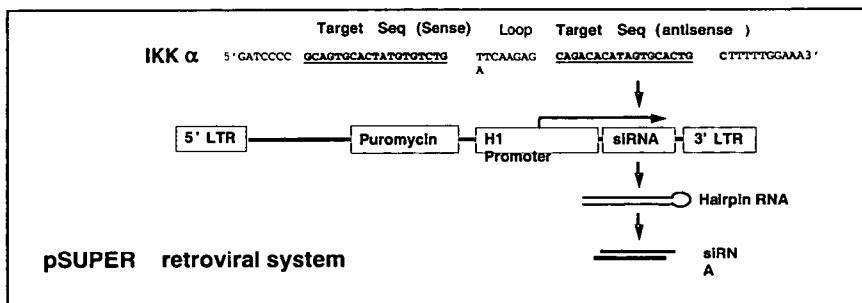 Target Seq (Sense) Loop Target Seq (antisense )
IKK α 5'GATCCCC GCAGTGCACTATGTGTCTG TTCAAGAG CAGACACATAGTGCACTG CTTTTTGGAAA3'
A
5' LTR Puromycin H1 siRNA 3' LTR
Promoter
Hairpin RNA
pSUPER retroviral system siRN
A